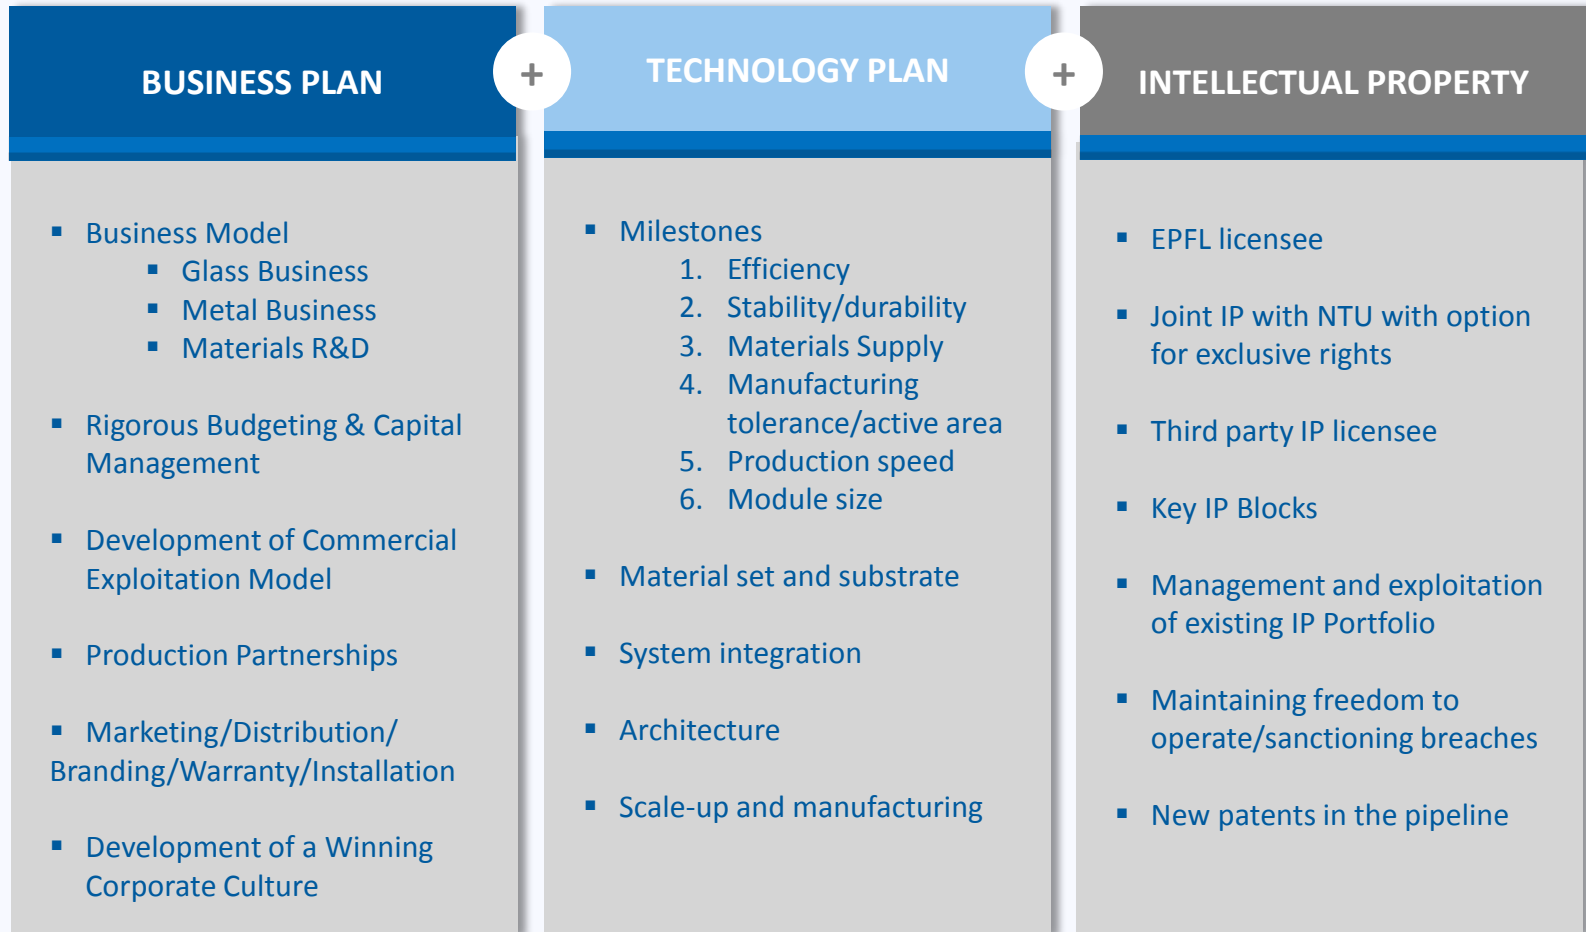 BUSINESS PLAN
+
TECHNOLOGY PLAN
+
INTELLECTUAL PROPERTY
▪ Business Model
▪ Glass Business
▪ Metal Business
▪ Materials R&D
▪ Rigorous Budgeting & Capital
Management
▪ Development of Commercial
Exploitation Model
▪ Production Partnerships
▪ Marketing/Distribution/
Branding/Warranty/Installation
▪ Development of a Winning
Corporate Culture
▪ Milestones
1. Efficiency
2. Stability/durability
3. Materials Supply
4. Manufacturing
tolerance/active area
5. Production speed
6. Module size
▪ Material set and substrate
▪ System integration
▪ Architecture
▪ Scale-up and manufacturing
▪ EPFL licensee
▪ Joint IP with NTU with option
for exclusive rights
▪ Third party IP licensee
▪ Key IP Blocks
▪ Management and exploitation
of existing IP Portfolio
▪ Maintaining freedom to
operate/sanctioning breaches
▪ New patents in the pipeline